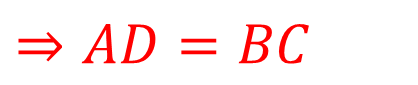 ⇒ AD = BC